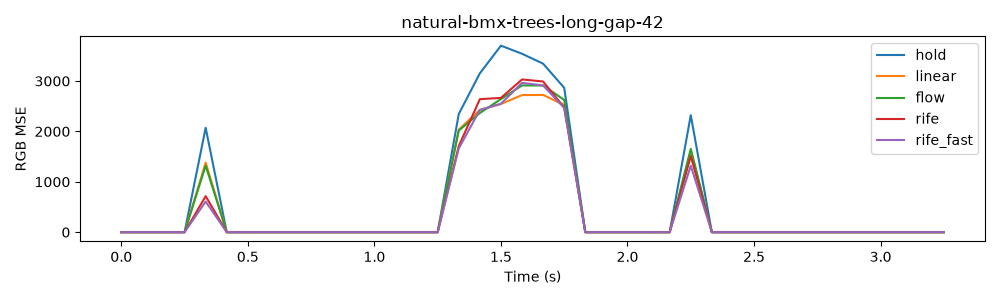 natural-bmx-trees-long-gap-42
RGB MSE
3000
2000
1000
0
hold
linear
flow
rife
rife_fast
0.0 0.5 1.0 1.5 2.0 2.5 3.0
Time (s)